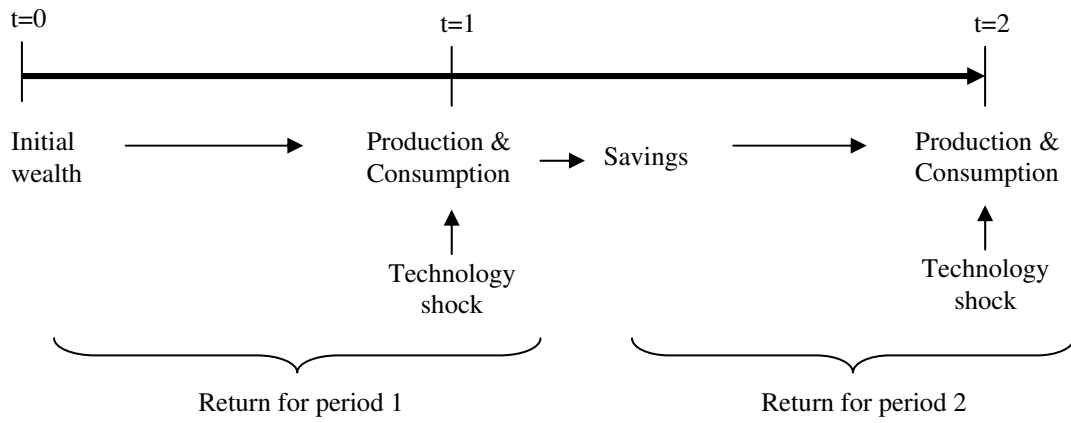 t=0
t=1
t=2
Initial
wealth
Production &
Consumption
Savings
Production &
Consumption
Technology
shock
Technology
shock
Return for period 1
Return for period 2